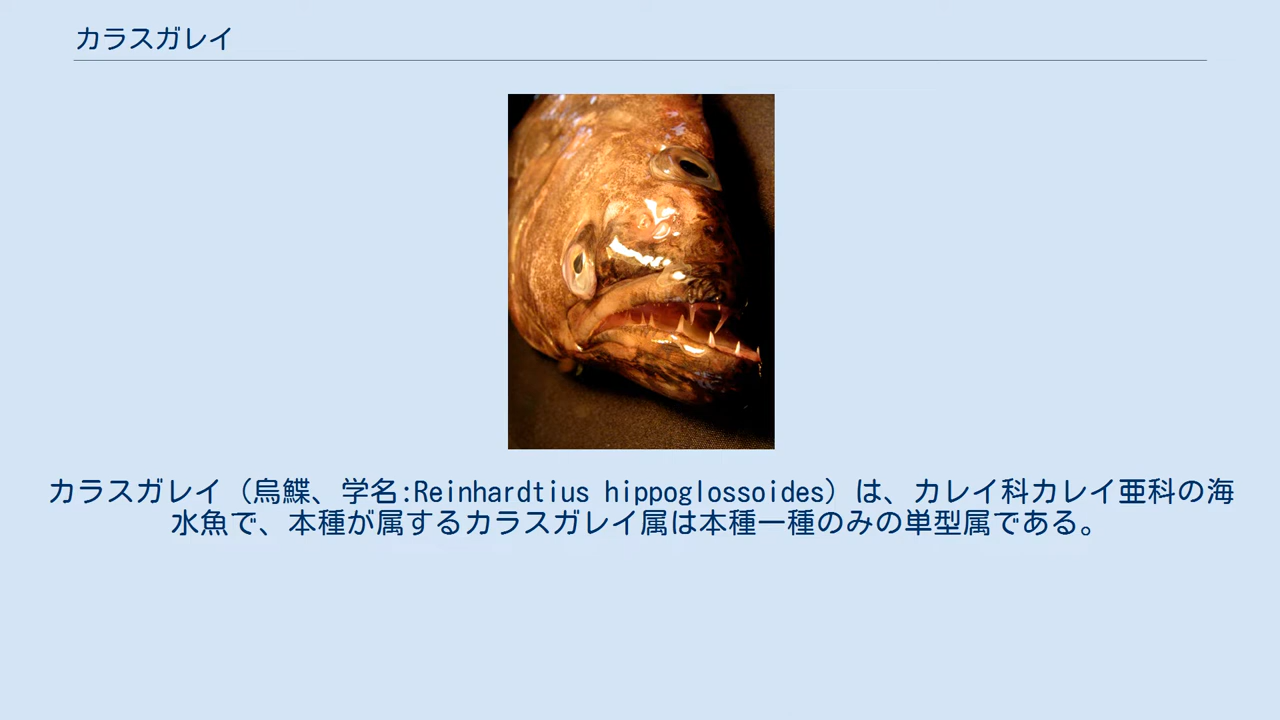 カラスガレイ
カラスガレイ（烏鰈、学名:Reinhardtius hippoglossoides）は、カレイ科カレイ亜科の海
水魚で、本種が属するカラスガレイ属は本種一種のみの単型属である。